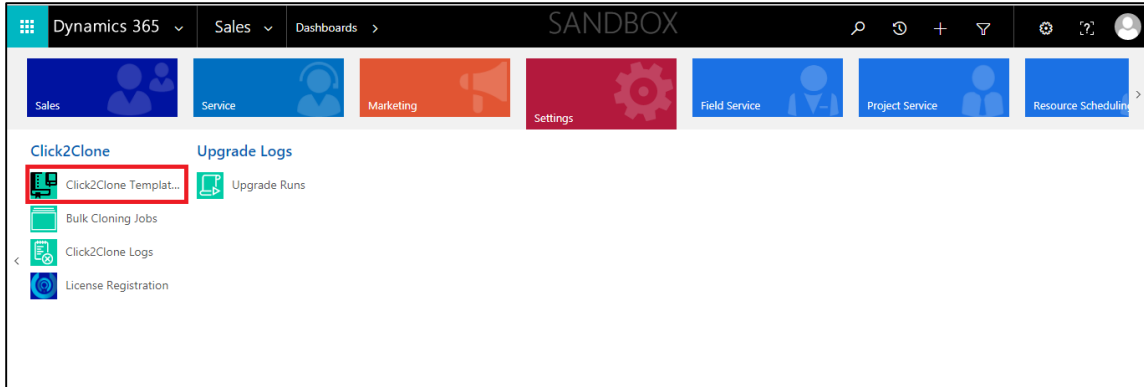 Dynamics 365 Sales Dashboards SANDBOX
Sales Service Marketing Settings Field Service Project Service Resource Scheduling
Click2Clone Upgrade Logs
Click2Clone Templat... Upgrade Runs
Bulk Cloning Jobs
Click2Clone Logs
License Registration